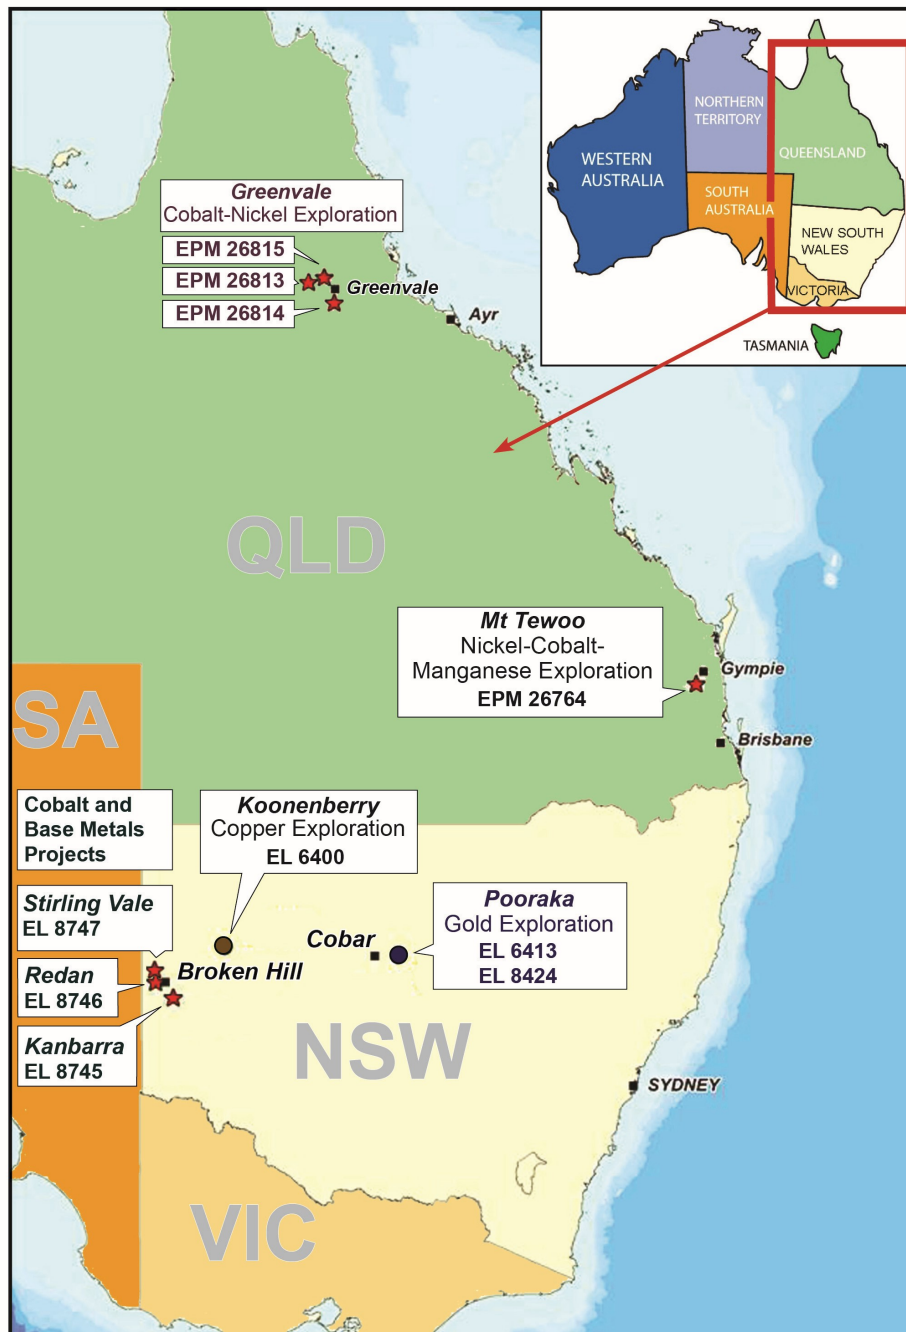 NORTHERN
TERRITORY
QUEENSLAND
WESTERN
AUSTRALIA
SOUTH
AUSTRALIA
NEW SOUTH
WALES
VICTORIA
TASMANIA
Greenvale
Cobalt-Nickel Exploration
EPM 26815
EPM 26813
EPM 26814
Greenvale
Ayr
QLD
Mt Tewoo
Nickel-Cobalt-
Manganese Exploration
EPM 26764
Gympie
Brisbane
SA
Cobalt and
Base Metals
Projects
Koonenberry
Copper Exploration
EL 6400
Stirling Vale
EL 8747
Pooraka
Gold Exploration
EL 6413
EL 8424
Cobar
Broken Hill
Redan
EL 8746
Kanbarra
EL 8745
NSW
SYDNEY
VIC